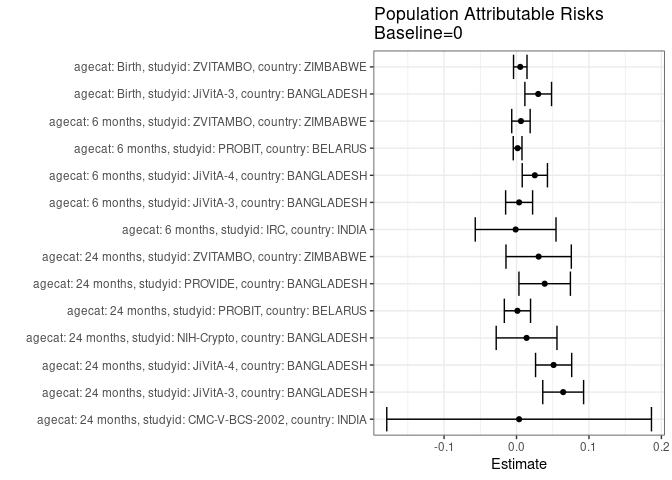 Population Attributable Risks
Baseline=0
agecat: Birth, studyid: ZVITAMBO, country: ZIMBABWE
agecat: Birth, studyid: JiVitA-3, country: BANGLADESH
agecat: 6 months, studyid: ZVITAMBO, country: ZIMBABWE
agecat: 6 months, studyid: PROBIT, country: BELARUS
agecat: 6 months, studyid: JiVitA-4, country: BANGLADESH
agecat: 6 months, studyid: JiVitA-3, country: BANGLADESH
agecat: 6 months, studyid: IRC, country: INDIA
agecat: 24 months, studyid: ZVITAMBO, country: ZIMBABWE
agecat: 24 months, studyid: PROVIDE, country: BANGLADESH
agecat: 24 months, studyid: PROBIT, country: BELARUS
agecat: 24 months, studyid: NIH-Crypto, country: BANGLADESH
agecat: 24 months, studyid: JiVitA-4, country: BANGLADESH
agecat: 24 months, studyid: JiVitA-3, country: BANGLADESH
agecat: 24 months, studyid: CMC-V-BCS-2002, country: INDIA
-0.1 0.0 0.1 0.2
Estimate